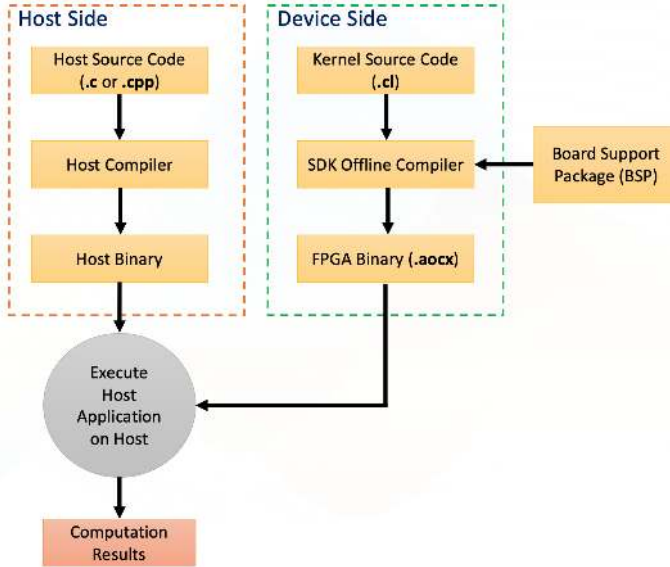 Host Side
Host Source Code
(.c or .cpp)
Host Compiler
Host Binary
Device Side
Kernel Source Code
(.cl)
SDK Offline Compiler
FPGA Binary (.aocx)
Board Support
Package (BSP)
Execute
Host
Application
on Host
Computation
Results